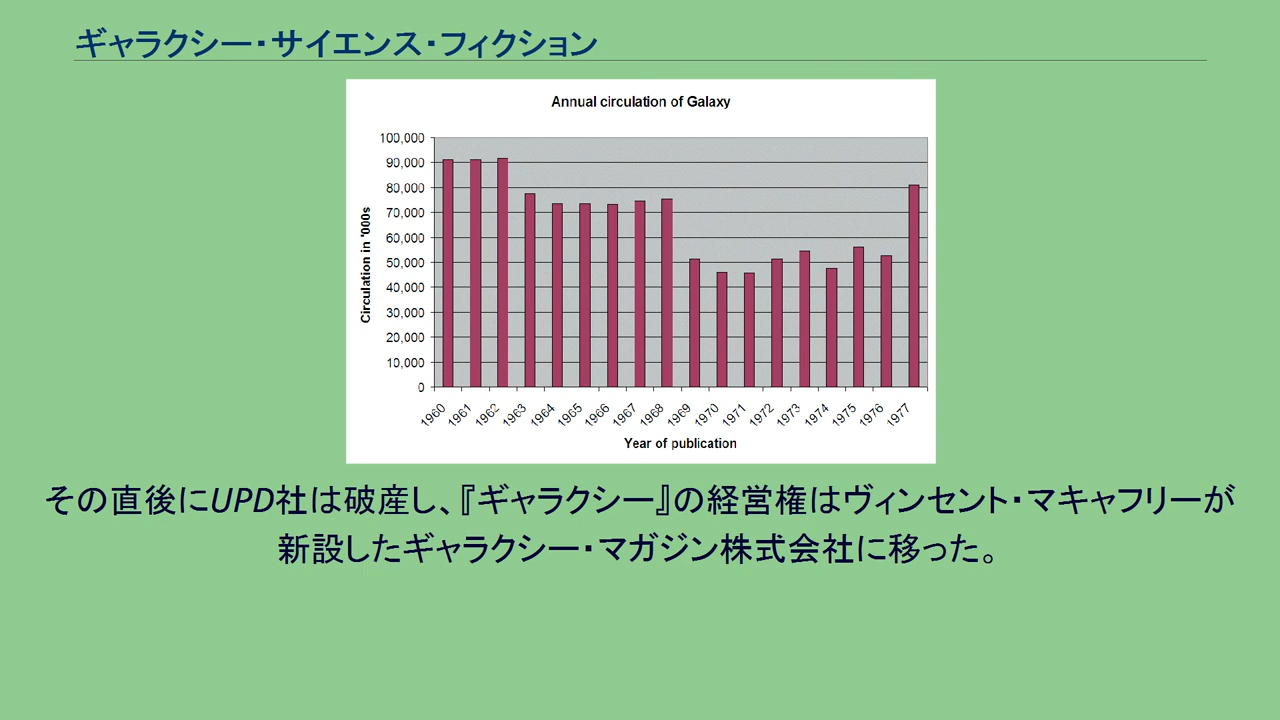 ギャラクシー・サイエンス・フィクション
Annual circulation of Galaxy
100,000
90,000
80,000
70,000
60,000
50,000
40,000
30,000
20,000
10,000
0
Circulation in '000s
1960 1961 1962 1963 1964 1965 1966 1967 1968 1969 1970 1971 1972 1973 1974 1975 1976 1977
Year of publication
その直後にUPD社は破産し、『ギャラクシー』の経営権はヴィンセント・マキャフリーが
新設したギャラクシー・マガジン株式会社に移った。